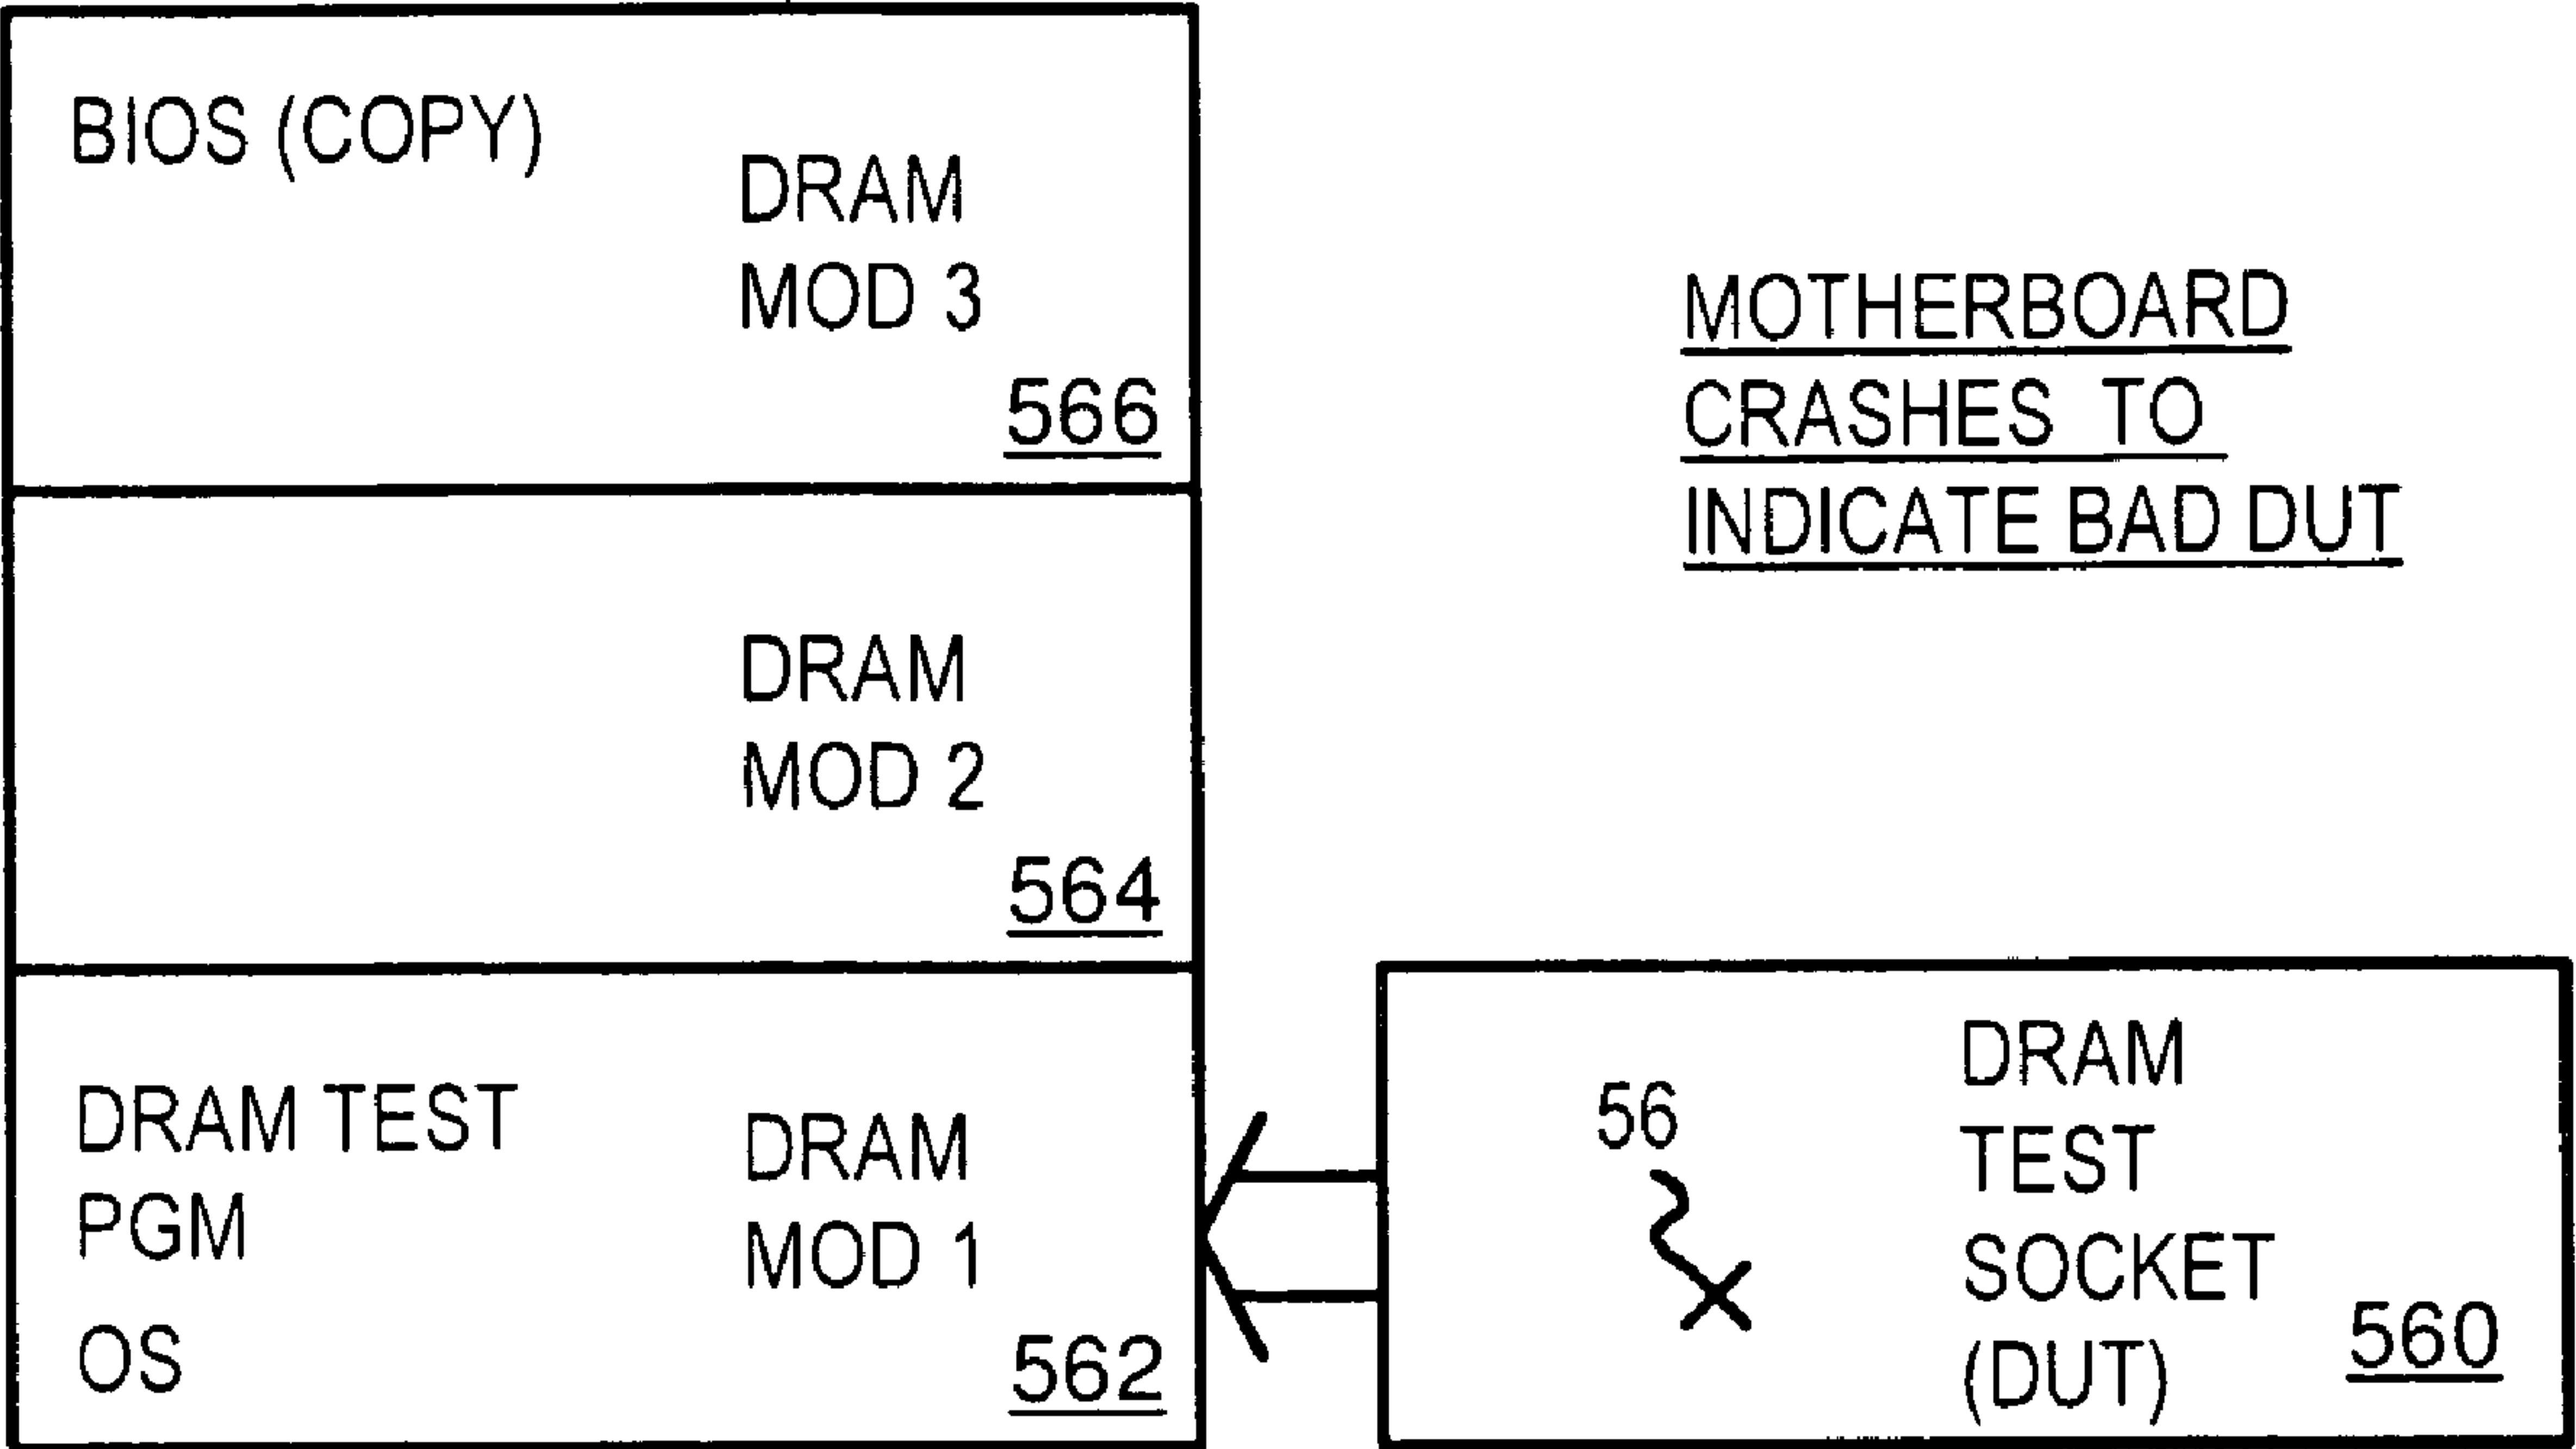 BIOS (COPY)
DRAM
MOD 3
566
MOTHERBOARD
CRASHES TO
INDICATE BAD DUT
DRAM
MOD 2
564
DRAM TEST
PGM
OS
DRAM
MOD 1
562
56
DRAM
TEST
SOCKET
(DUT)
560